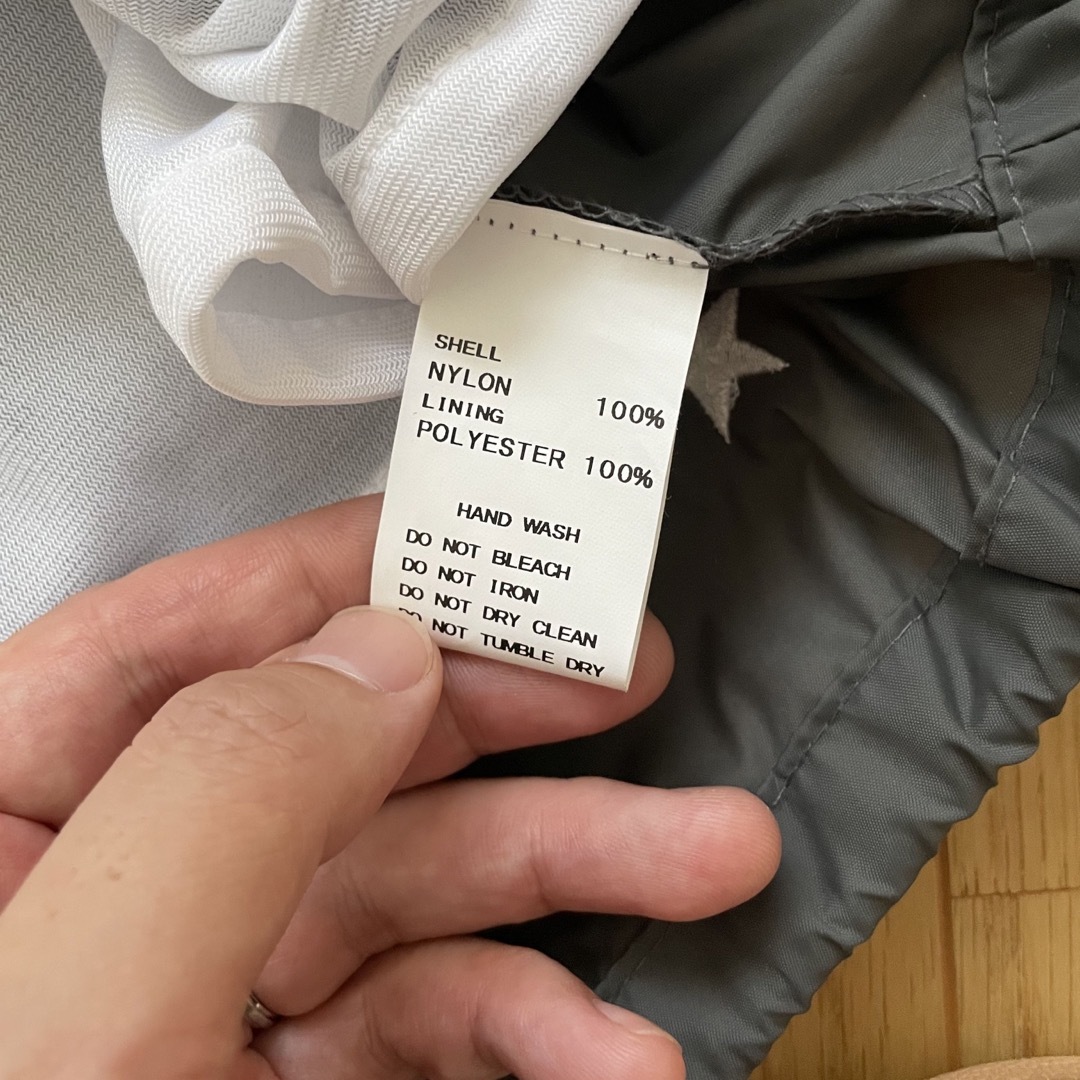 SHELL
NYLON 100%
LINING
POLYESTER 100%
HAND WASH
DO NOT BLEACH
DO NOT IRON
DO NOT DRY CLEAN
DO NOT TUMBLE DRY